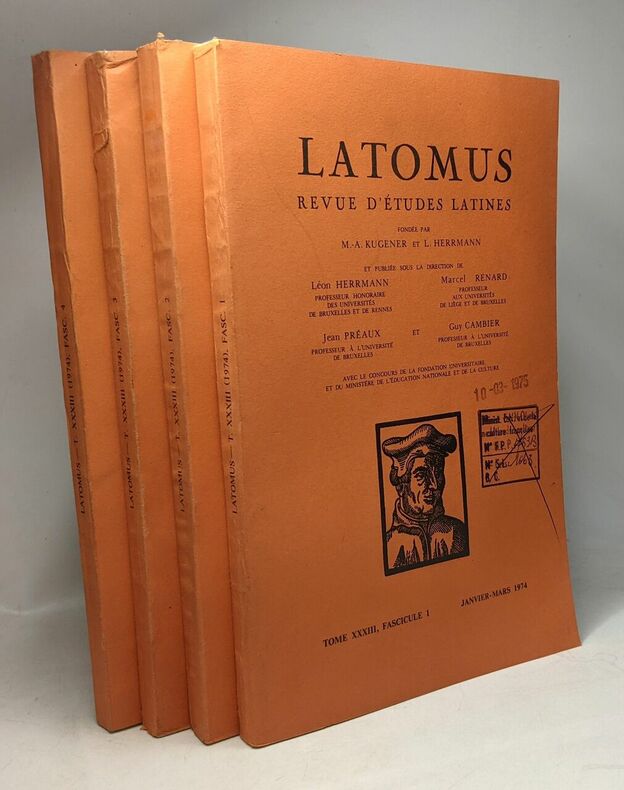 LATOMUS — T. XXXIII (1974), FASC. 4
LATOMUS — T. XXXIII (1974), FASC. 3
LATOMUS — T. XXXIII (1974), FASC. 2
LATOMUS — T. XXXIII (1974), FASC. 1
LATOMUS
REVUE D'ÉTUDES LATINES
FONDÉE PAR
M.-A. KUGENER ET L. HERRMANN
ET PUBLIÉE SOUS LA DIRECTION DE
Léon HERRMANN
PROFESSEUR HONORAIRE
DES UNIVERSITÉS
DE BRUXELLES ET DE RENNES
Marcel RENARD
PROFESSEUR
AUX UNIVERSITÉS
DE LIÈGE ET DE BRUXELLES
Jean PRÉAUX
PROFESSEUR À L'UNIVERSITÉ
DE BRUXELLES
ET
Guy CAMBIER
PROFESSEUR À L'UNIVERSITÉ
DE BRUXELLES
AVEC LE CONCOURS DE LA FONDATION UNIVERSITAIRE
ET DU MINISTÈRE DE L'ÉDUCATION NATIONALE ET DE LA CULTURE
10-03-1975
TOME XXXIII, FASCICULE 1
JANVIER-MARS 1974